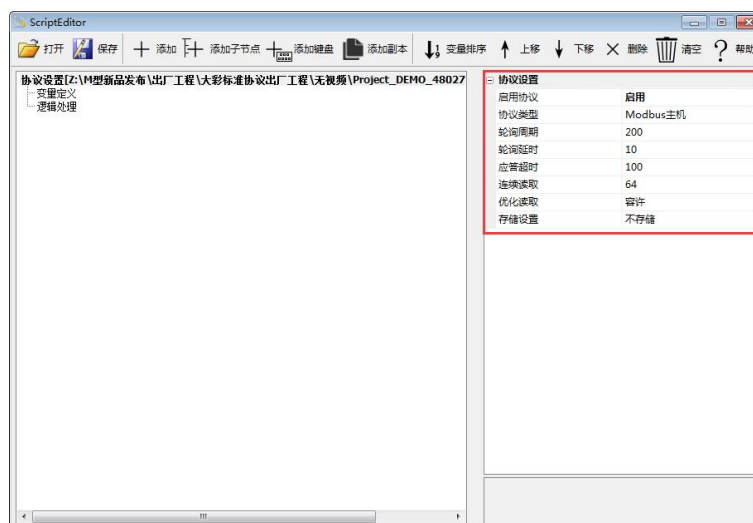 ScriptEditor
打开 保存 添加 添加子节点 添加键盘 添加副本 变量排序 上移 下移 删除 清空 帮助
协议设置[Z:\M型新品发布\出厂工程\大彩标准协议出厂工程\无视频\Project_DEMO_48027
变量定义
逻辑处理
协议设置
启用协议 启用
协议类型 Modbus主机
轮询周期 200
轮询延时 10
应答超时 100
连续读取 64
优化读取 容许
存储设置 不存储